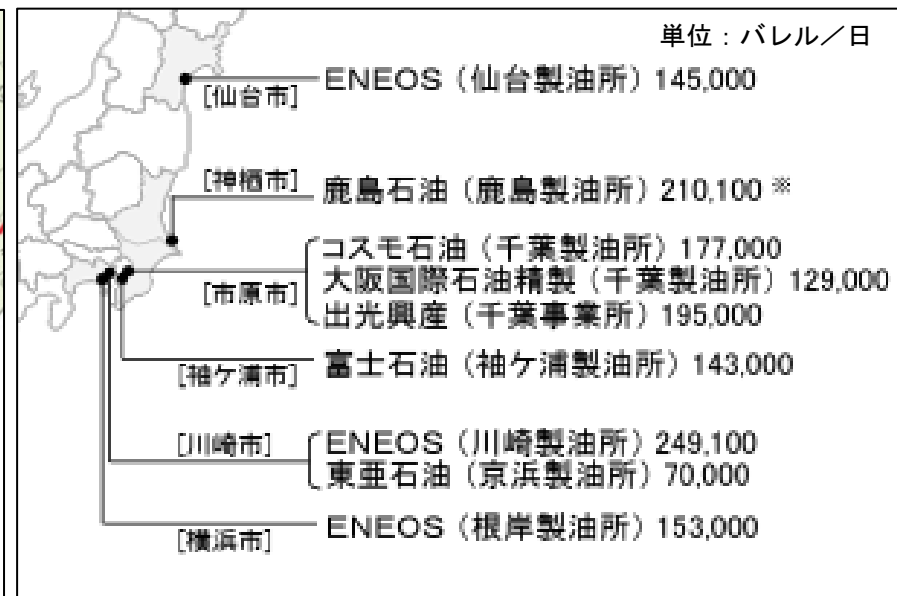 単位:バレル/日
ENEOS(仙台製油所)145,000
[仙台市]
[神栖市]
鹿島石油(鹿島製油所)210,100 ※
コスモ石油(千葉製油所)177,000
大阪国際石油精製(千葉製油所)129,000
[市原市]
出光興産(千葉事業所)195,000
富士石油(袖ケ浦製油所)143,000
[袖ケ浦市]
[川崎市]
ENEOS(川崎製油所)249,100
東亜石油(京浜製油所)70,000
ENEOS(根岸製油所)153,000
[横浜市]